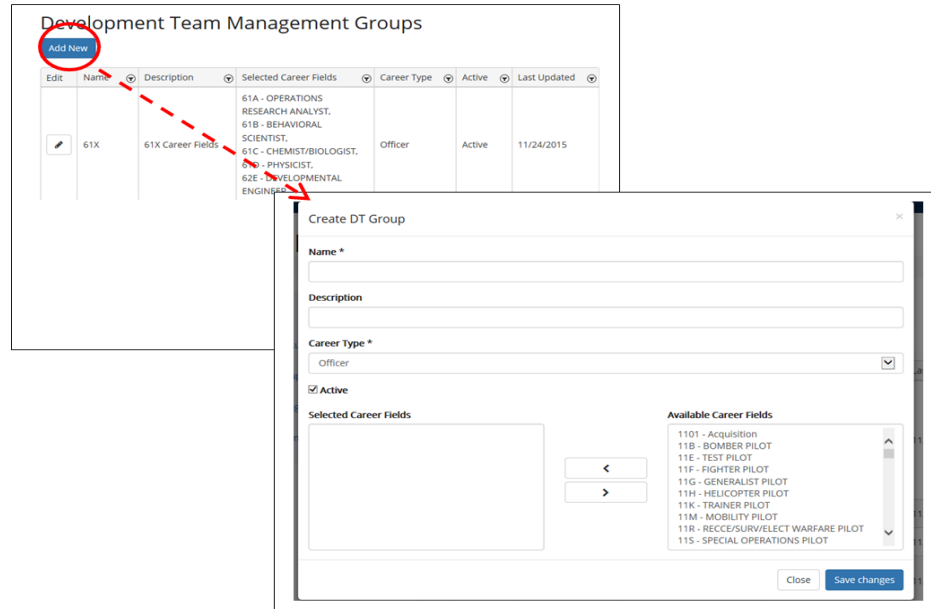 Development Team Management Groups
Add New
Edit Name Description Selected Career Fields Career Type Active Last Updated
61A - OPERATIONS
RESEARCH ANALYST,
61B - BEHAVIORAL
SCIENTIST,
61X 61X Career Fields 61C - CHEMIST/BIOLOGIST, Officer Active 11/24/2015
61D - PHYSICIST,
62E - DEVELOPMENTAL
ENGINEER
Create DT Group ×
Name *
Description
Career Type *
Officer
Active
Selected Career Fields Available Career Fields
1101 - Acquisition
11B - BOMBER PILOT
11E - TEST PILOT
11F - FIGHTER PILOT
11G - GENERALIST PILOT
11H - HELICOPTER PILOT
11K - TRAINER PILOT
11M - MOBILITY PILOT
11R - RECCE/SURV/ELECT WARFARE PILOT
11S - SPECIAL OPERATIONS PILOT
Close Save changes